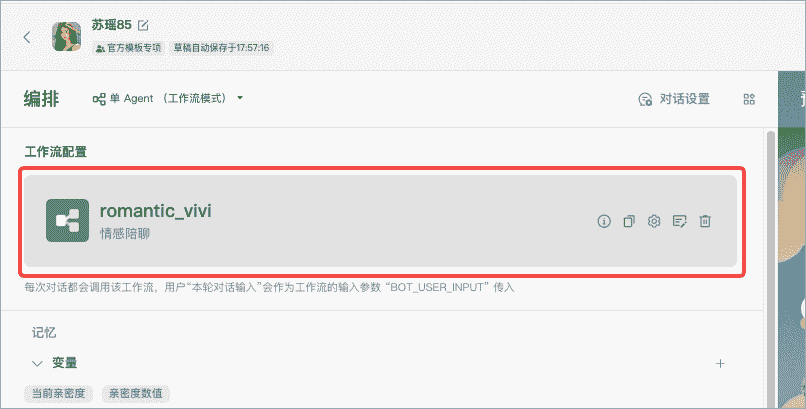 苏瑶85
官方模板专项 草稿自动保存于17:57:16
编排 单 Agent （工作流模式） 对话设置
工作流配置
romantic_vivi
情感陪聊
每次对话都会调用该工作流，用户“本轮对话输入”会作为工作流的输入参数 “BOT_USER_INPUT” 传入
记忆
变量
当前亲密度 亲密度数值